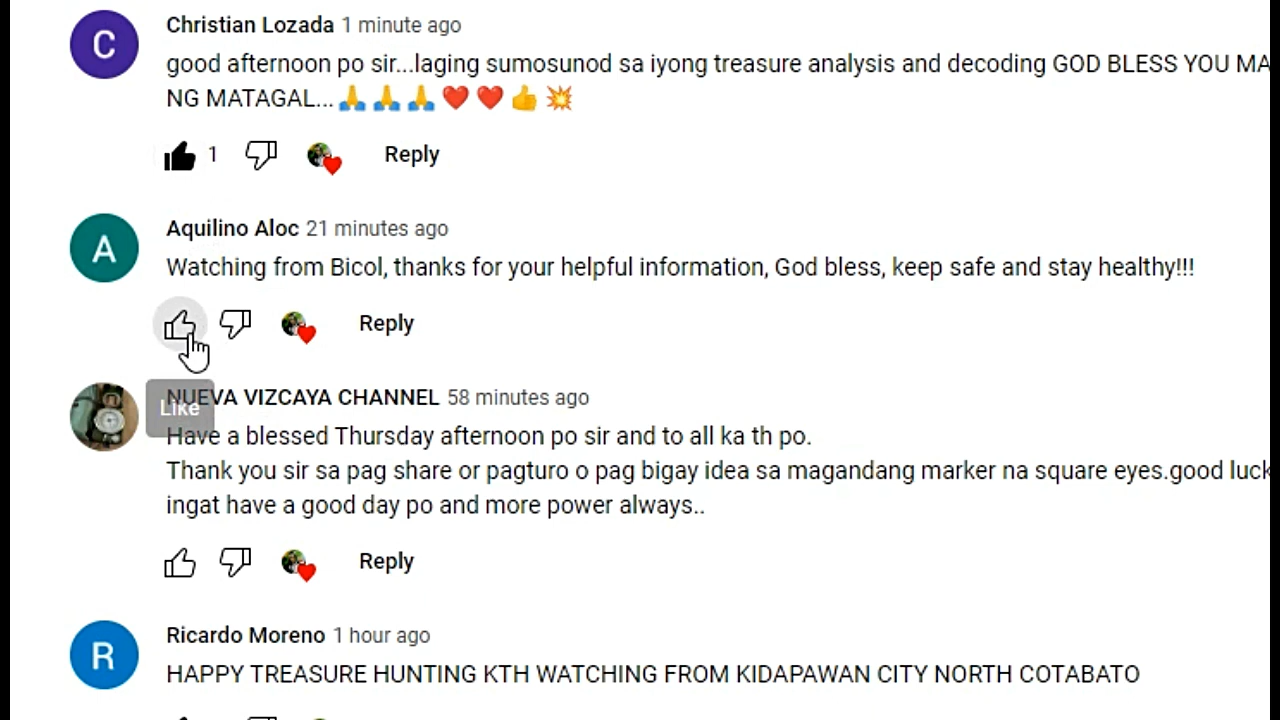 Christian Lozada 1 minute ago
good afternoon po sir...laging sumosunod sa iyong treasure analysis and decoding GOD BLESS YOU MA
NG MATAGAL...🙏🙏🙏❤️❤️👍💥
1 Reply
Aquilino Aloc 21 minutes ago
Watching from Bicol, thanks for your helpful information, God bless, keep safe and stay healthy!!!
Reply
Like
NUEVA VIZCAYA CHANNEL 58 minutes ago
Have a blessed Thursday afternoon po sir and to all ka th po.
Thank you sir sa pag share or pagturo o pag bigay idea sa magandang marker na square eyes.good luck
ingat have a good day po and more power always..
Reply
Ricardo Moreno 1 hour ago
HAPPY TREASURE HUNTING KTH WATCHING FROM KIDAPAWAN CITY NORTH COTABATO
C
A
R